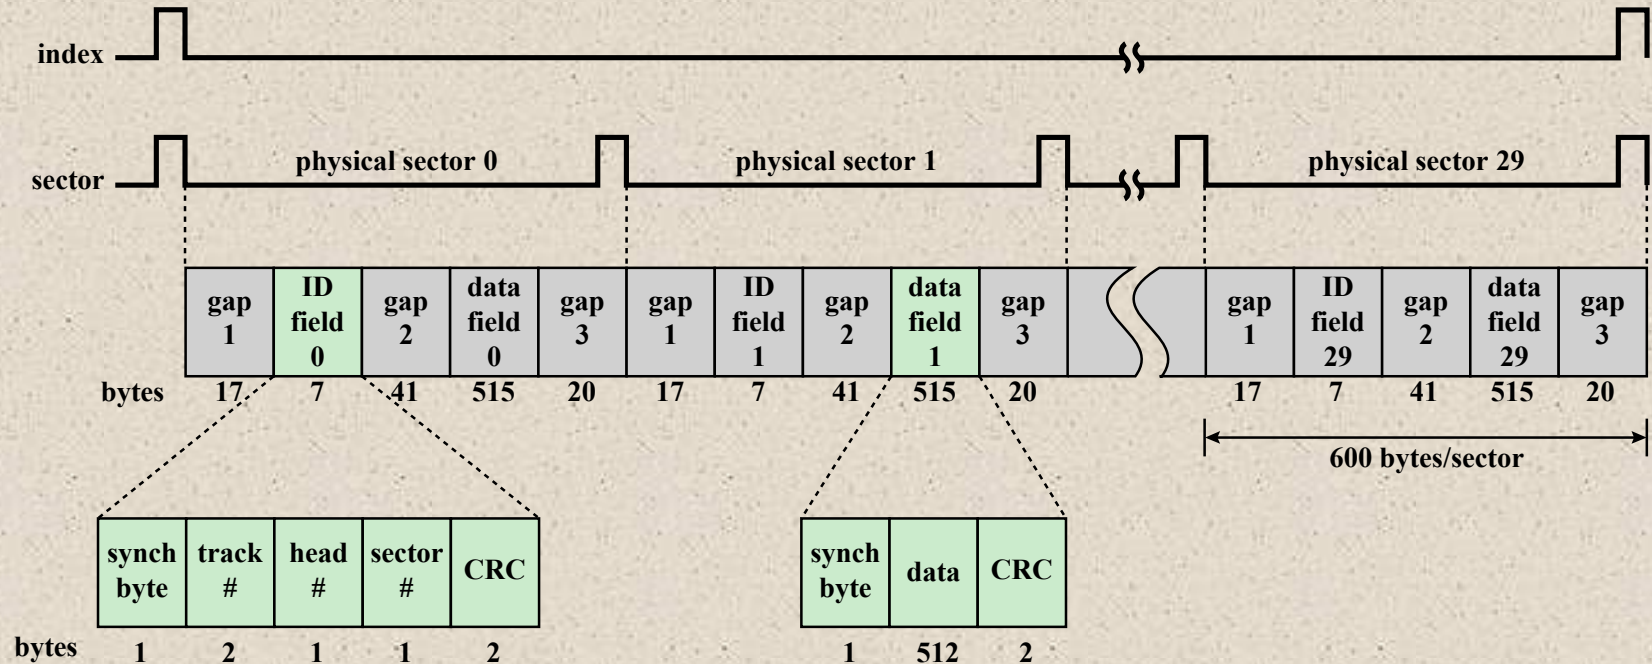 index
sector
physical sector 0
physical sector 1
physical sector 29
gap
1
ID
field
0
gap
2
data
field
0
gap
3
gap
1
ID
field
1
gap
2
data
field
1
gap
3
gap
1
ID
field
29
gap
2
data
field
29
gap
3
bytes 17 7 41 515 20 17 7 41 515 20 17 7 41 515 20
600 bytes/sector
synch
byte
track
#
head
#
sector
#
CRC
synch
byte
data
CRC
bytes 1 2 1 1 2 1 512 2